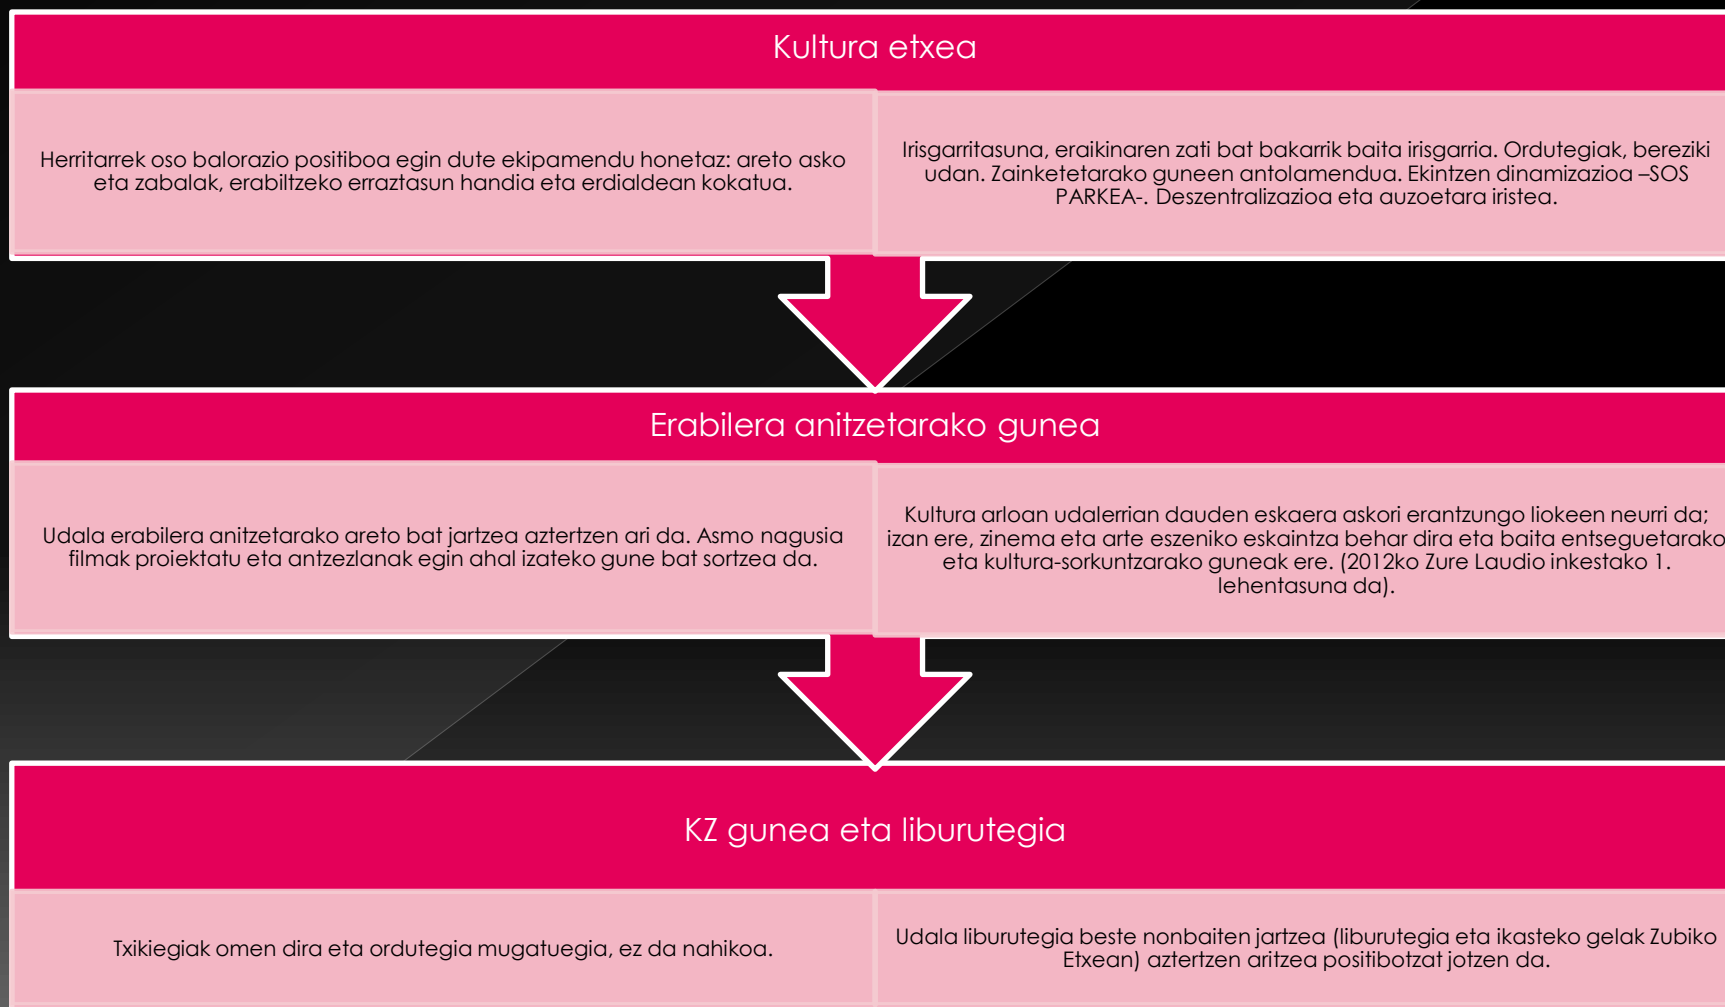 Kultura etxea
Herritarrek oso balorazio positiboa egin dute ekipamendu honetaz: areto asko
eta zabalak, erabiltzeko erraztasun handia eta erdialdean kokatua.
Irisgarritasuna, eraikinaren zati bat bakarrik baita irisgarria. Ordutegiak, bereziki
udan. Zainketetarako guneen antolamendua. Ekintzen dinamizazioa –SOS
PARKEA-. Deszentralizazioa eta auzoetara iristea.
Erabilera anitzetarako gunea
Udala erabilera anitzetarako areto bat jartzea aztertzen ari da. Asmo nagusia
filmak proiektatu eta antzezlanak egin ahal izateko gune bat sortzea da.
Kultura arloan udalerrian dauden eskaera askori erantzungo liokeen neurri da;
izan ere, zinema eta arte eszeniko eskaintza behar dira eta baita entseguetarako
eta kultura-sorkuntzarako guneak ere. (2012ko Zure Laudio inkestako 1.
lehentasuna da).
KZ gunea eta liburutegia
Txikiegiak omen dira eta ordutegia mugatuegia, ez da nahikoa.
Udala liburutegia beste nonbaiten jartzea (liburutegia eta ikasteko gelak Zubiko
Etxean) aztertzen aritzea positibotzat jotzen da.